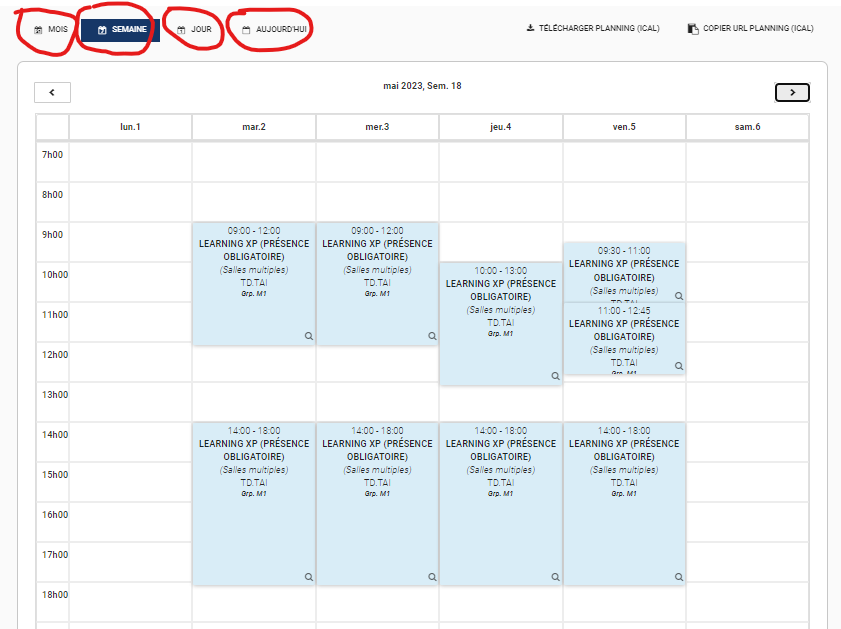 MOIS SEMAINE JOUR AUJOURD'HUI TÉLÉCHARGER PLANNING (ICAL) COPIER URL PLANNING (ICAL)
mai 2023, Sem. 18
lun.1 mar.2 mer.3 jeu.4 ven.5 sam.6
7h00
8h00
9h00
10h00
11h00
12h00
13h00
14h00
15h00
16h00
17h00
18h00
09:00 - 12:00
LEARNING XP (PRÉSENCE
OBLIGATOIRE)
(Salles multiples)
TD,TAI
Grp. M1
14:00 - 18:00
LEARNING XP (PRÉSENCE
OBLIGATOIRE)
(Salles multiples)
TD,TAI
Grp. M1
09:00 - 12:00
LEARNING XP (PRÉSENCE
OBLIGATOIRE)
(Salles multiples)
TD,TAI
Grp. M1
14:00 - 18:00
LEARNING XP (PRÉSENCE
OBLIGATOIRE)
(Salles multiples)
TD,TAI
Grp. M1
10:00 - 13:00
LEARNING XP (PRÉSENCE
OBLIGATOIRE)
(Salles multiples)
TD,TAI
Grp. M1
14:00 - 18:00
LEARNING XP (PRÉSENCE
OBLIGATOIRE)
(Salles multiples)
TD,TAI
Grp. M1
09:30 - 11:00
LEARNING XP (PRÉSENCE
OBLIGATOIRE)
(Salles multiples)
TD,TAI
11:00 - 12:45
LEARNING XP (PRÉSENCE
OBLIGATOIRE)
(Salles multiples)
TD,TAI
Grp. M1
14:00 - 18:00
LEARNING XP (PRÉSENCE
OBLIGATOIRE)
(Salles multiples)
TD,TAI
Grp. M1